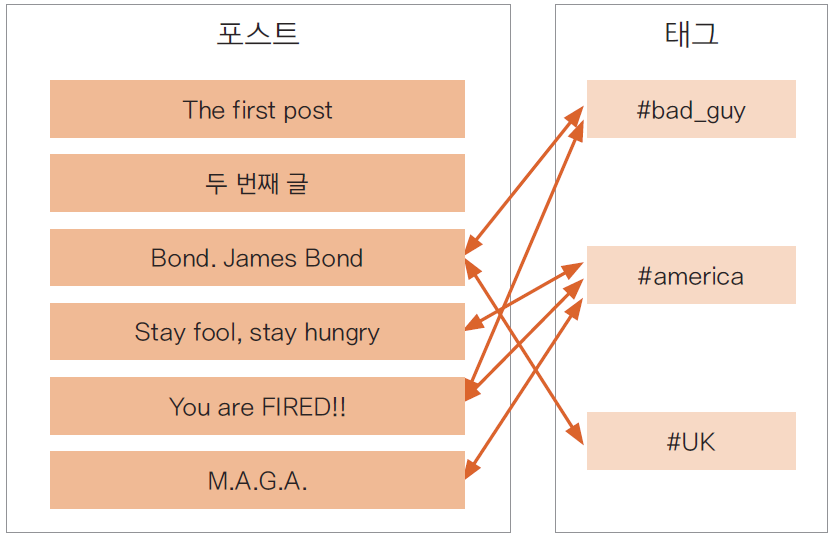 포스트
The first post
두 번째 글
Bond. James Bond
Stay fool, stay hungry
You are FIRED!!
M.A.G.A.
태그
#bad_guy
#america
#UK